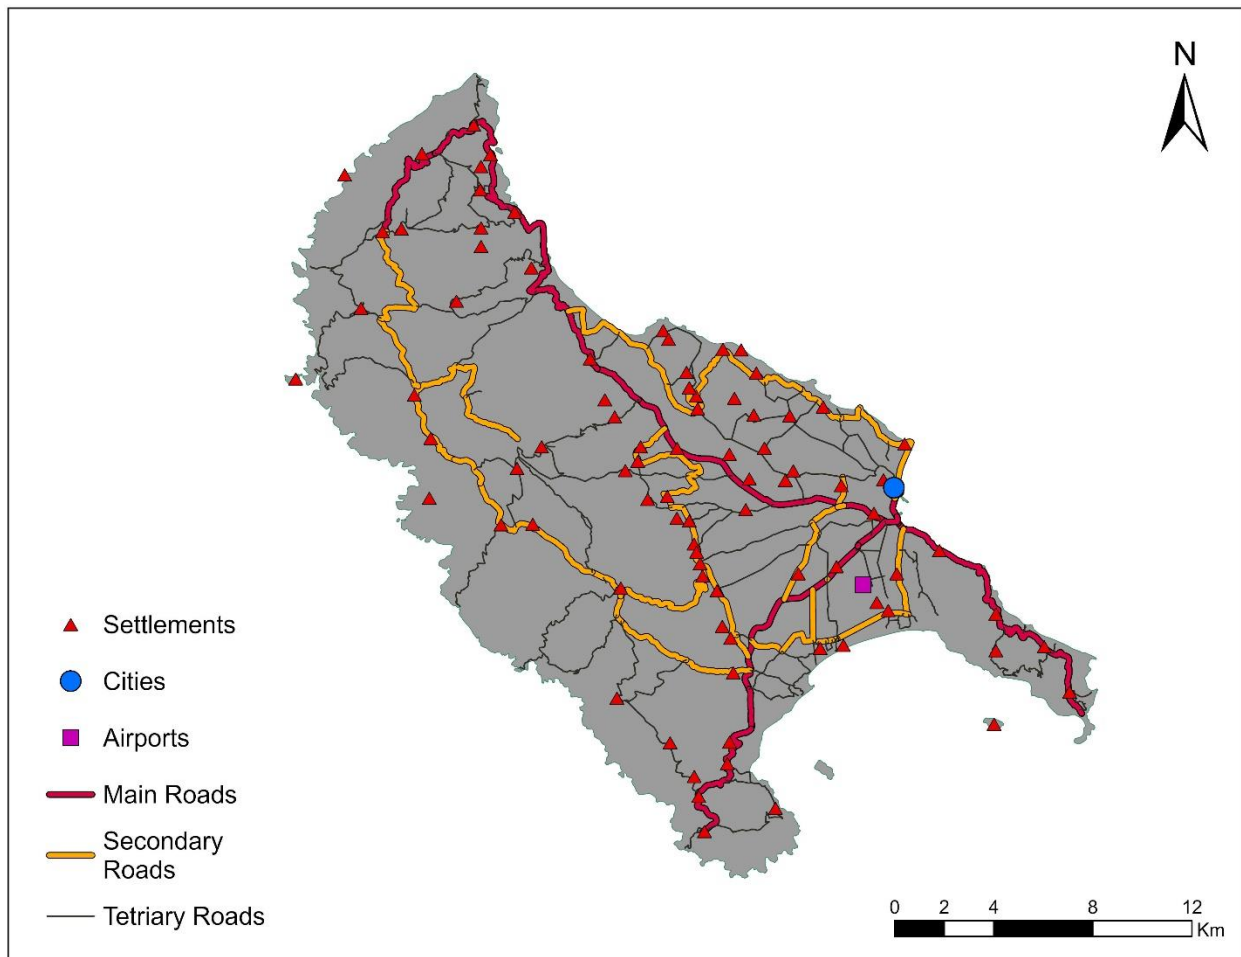 N
Settlements
Cities
Airports
Main Roads
Secondary
Roads
Tetriary Roads
0 2 4 8 12
Km